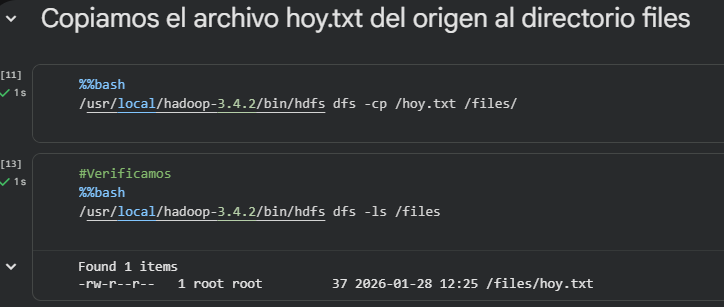 Copiamos el archivo hoy.txt del origen al directorio files
[11]
1s
%%bash
/usr/local/hadoop-3.4.2/bin/hdfs dfs -cp /hoy.txt /files/
[13]
1s
#Verificamos
%%bash
/usr/local/hadoop-3.4.2/bin/hdfs dfs -ls /files
Found 1 items
-rw-r--r--   1 root root         37 2026-01-28 12:25 /files/hoy.txt